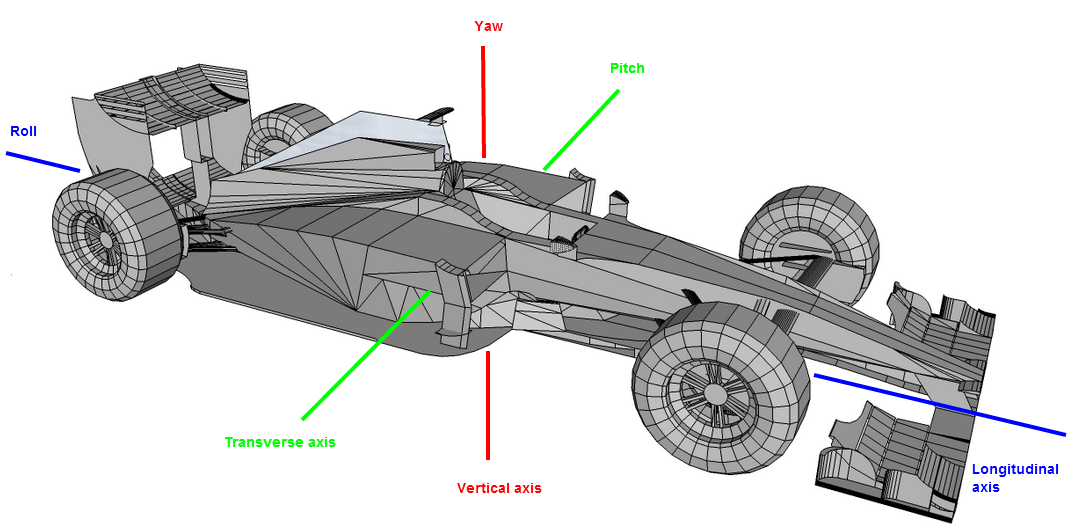 Yaw
Pitch
Roll
Transverse axis
Longitudinal
axis
Vertical axis